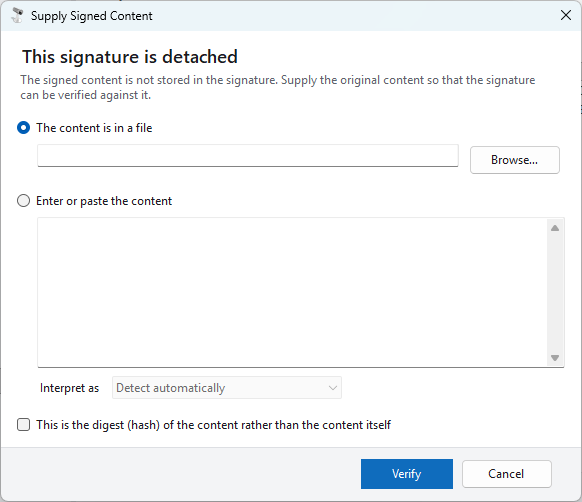 Supply Signed Content
This signature is detached
The signed content is not stored in the signature. Supply the original content so that the signature
can be verified against it.
The content is in a file
Browse...
Enter or paste the content
Interpret as
Detect automatically
This is the digest (hash) of the content rather than the content itself
Verify
Cancel